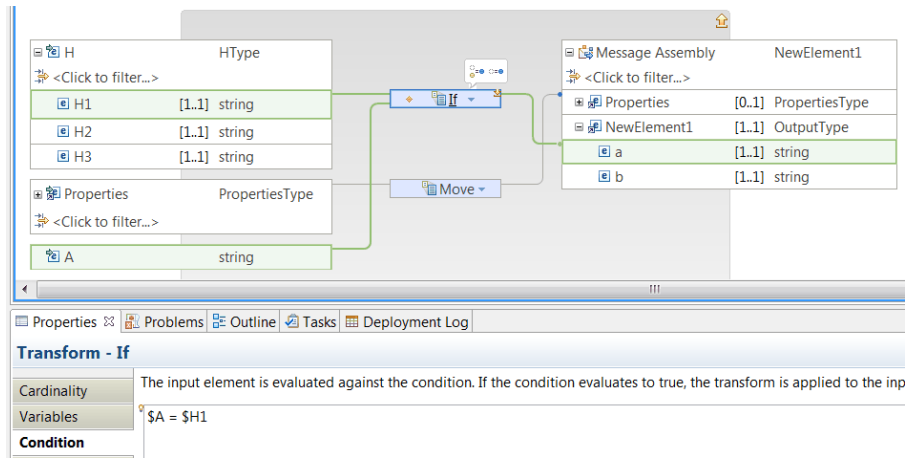 H HType
<Click to filter...>
H1 [1..1] string
H2 [1..1] string
H3 [1..1] string
Properties PropertiesType
<Click to filter...>
A string
If
Move
Message Assembly NewElement1
<Click to filter...>
Properties [0..1] PropertiesType
NewElement1 [1..1] OutputType
a [1..1] string
b [1..1] string
Properties Problems Outline Tasks Deployment Log
Transform - If
Cardinality
Variables
Condition
The input element is evaluated against the condition. If the condition evaluates to true, the transform is applied to the inp
$A = $H1